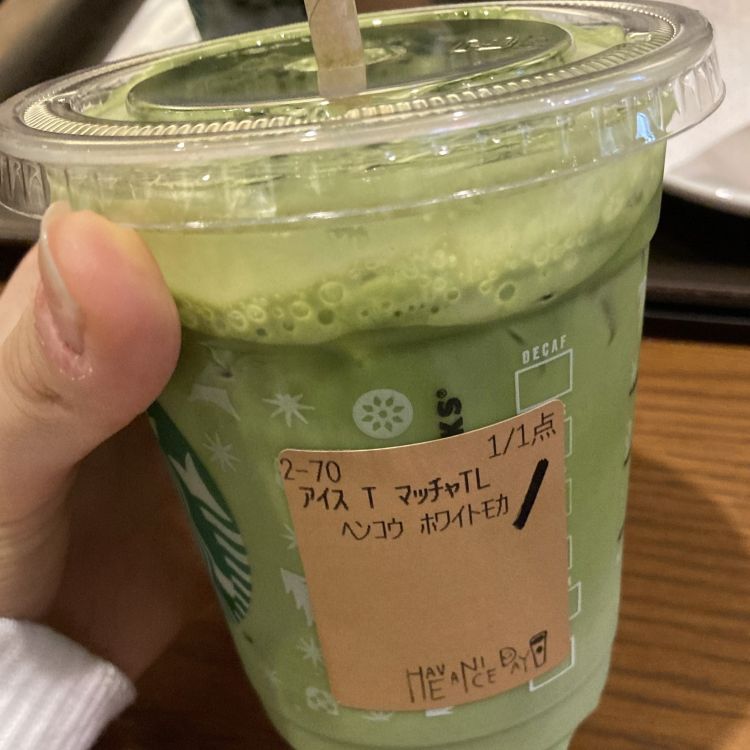 DECAF
KS®
2-70 1/1点
アイス T マッチャTL
ヘンコウ ホワイトモカ
HAVE A NICE DAY